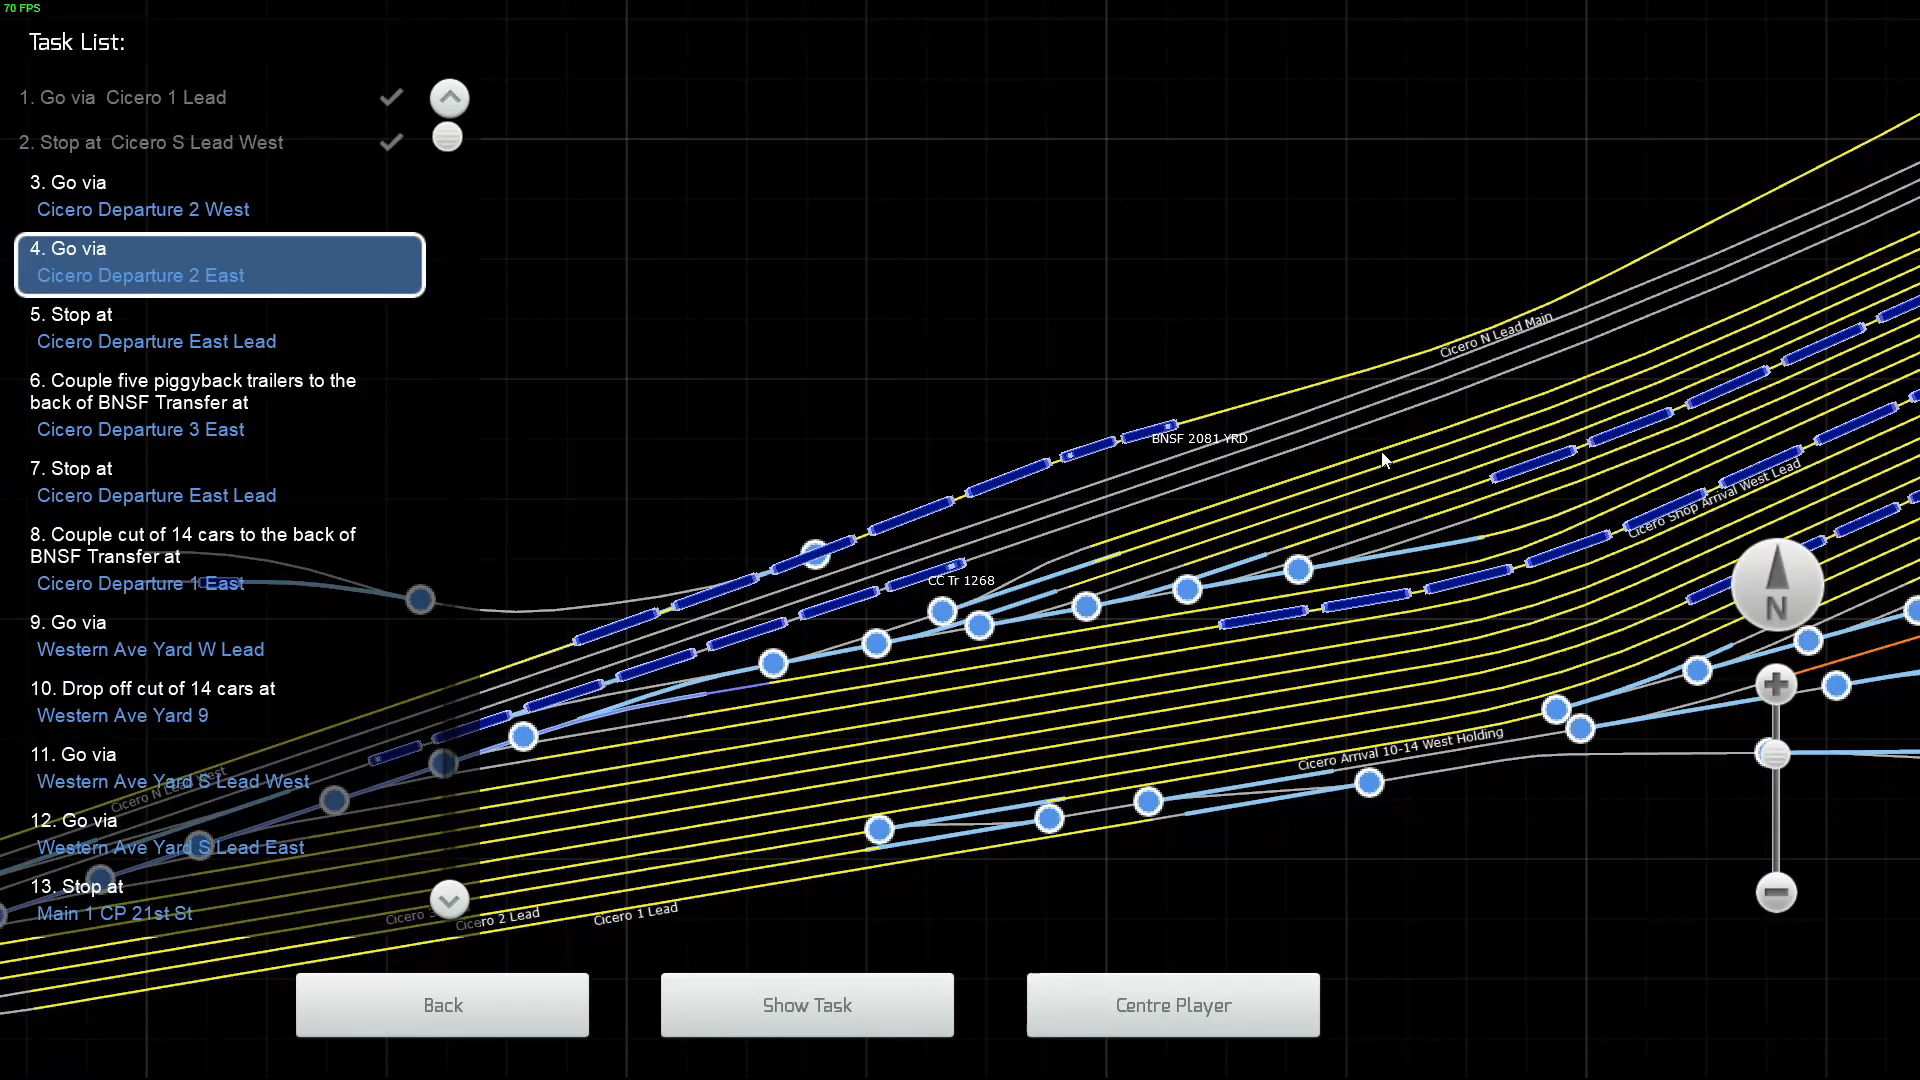 70 FPS
Task List:
1. Go via  Cicero 1 Lead
2. Stop at  Cicero S Lead West
3. Go via
Cicero Departure 2 West
4. Go via
Cicero Departure 2 East
5. Stop at
Cicero Departure East Lead
6. Couple five piggyback trailers to the
back of BNSF Transfer at
Cicero Departure 3 East
7. Stop at
Cicero Departure East Lead
8. Couple cut of 14 cars to the back of
BNSF Transfer at
Cicero Departure 1 East
9. Go via
Western Ave Yard W Lead
10. Drop off cut of 14 cars at
Western Ave Yard 9
11. Go via
Western Ave Yard S Lead West
12. Go via
Western Ave Yard S Lead East
13. Stop at
Main 1 CP 21st St
Cicero N Lead Main
BNSF 2081 YRD
Cicero Shop Arrival West Lead
CC Tr 1268
N
Cicero Arrival 10-14 West Holding
Cicero N Lead West
Cicero
Cicero 2 Lead
Cicero 1 Lead
Back
Show Task
Centre Player